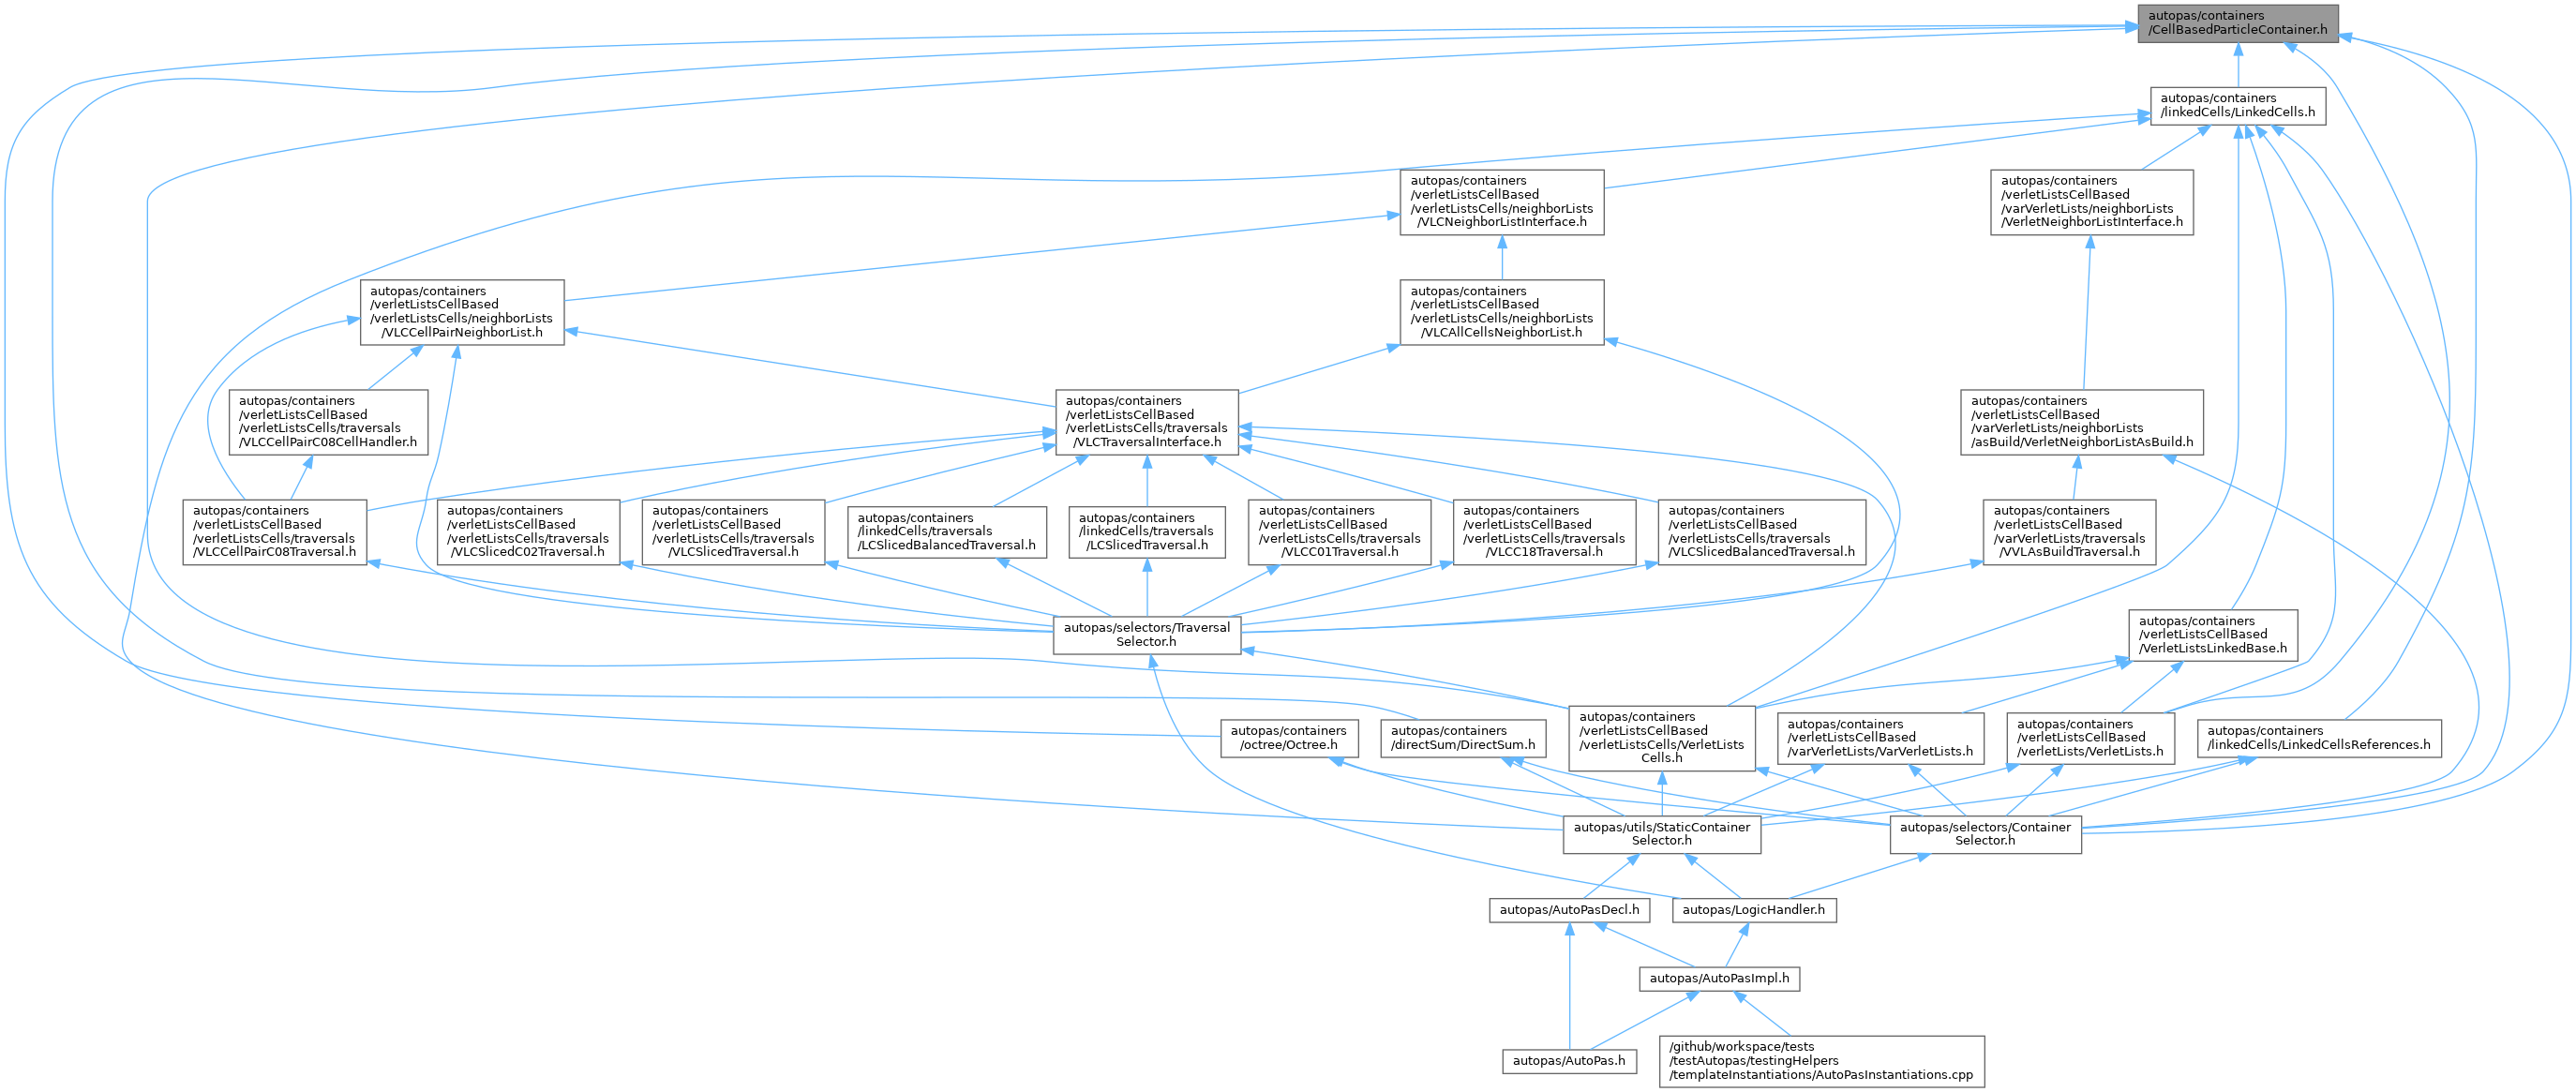 autopas/containers
/CellBasedParticleContainer.h
autopas/containers
/linkedCells/LinkedCells.h
autopas/containers
/verletListsCellBased
/verletListsCells/neighborLists
/VLCNeighborListInterface.h
autopas/containers
/verletListsCellBased
/varVerletLists/neighborLists
/VerletNeighborListInterface.h
autopas/containers
/verletListsCellBased
/verletListsCells/neighborLists
/VLCCellPairNeighborList.h
autopas/containers
/verletListsCellBased
/verletListsCells/neighborLists
/VLCAllCellsNeighborList.h
autopas/containers
/verletListsCellBased
/verletListsCells/traversals
/VLCCellPairC08CellHandler.h
autopas/containers
/verletListsCellBased
/verletListsCells/traversals
/VLCTraversalInterface.h
autopas/containers
/verletListsCellBased
/varVerletLists/neighborLists
/asBuild/VerletNeighborListAsBuild.h
autopas/containers
/verletListsCellBased
/verletListsCells/traversals
/VLCCellPairC08Traversal.h
autopas/containers
/verletListsCellBased
/verletListsCells/traversals
/VLCSlicedC02Traversal.h
autopas/containers
/verletListsCellBased
/verletListsCells/traversals
/VLCSlicedTraversal.h
autopas/containers
/linkedCells/traversals
/LCSlicedBalancedTraversal.h
autopas/containers
/linkedCells/traversals
/LCSlicedTraversal.h
autopas/containers
/verletListsCellBased
/verletListsCells/traversals
/VLCC01Traversal.h
autopas/containers
/verletListsCellBased
/verletListsCells/traversals
/VLCC18Traversal.h
autopas/containers
/verletListsCellBased
/verletListsCells/traversals
/VLCSlicedBalancedTraversal.h
autopas/containers
/verletListsCellBased
/varVerletLists/traversals
/VVLAsBuildTraversal.h
autopas/selectors/Traversal
Selector.h
autopas/containers
/verletListsCellBased
/VerletListsLinkedBase.h
autopas/containers
/octree/Octree.h
autopas/containers
/directSum/DirectSum.h
autopas/containers
/verletListsCellBased
/verletListsCells/VerletLists
Cells.h
autopas/containers
/verletListsCellBased
/varVerletLists/VarVerletLists.h
autopas/containers
/verletListsCellBased
/verletLists/VerletLists.h
autopas/containers
/linkedCells/LinkedCellsReferences.h
autopas/utils/StaticContainer
Selector.h
autopas/selectors/Container
Selector.h
autopas/AutoPasDecl.h
autopas/LogicHandler.h
autopas/AutoPasImpl.h
autopas/AutoPas.h
/github/workspace/tests
/testAutopas/testingHelpers
/templateInstantiations/AutoPasInstantiations.cpp